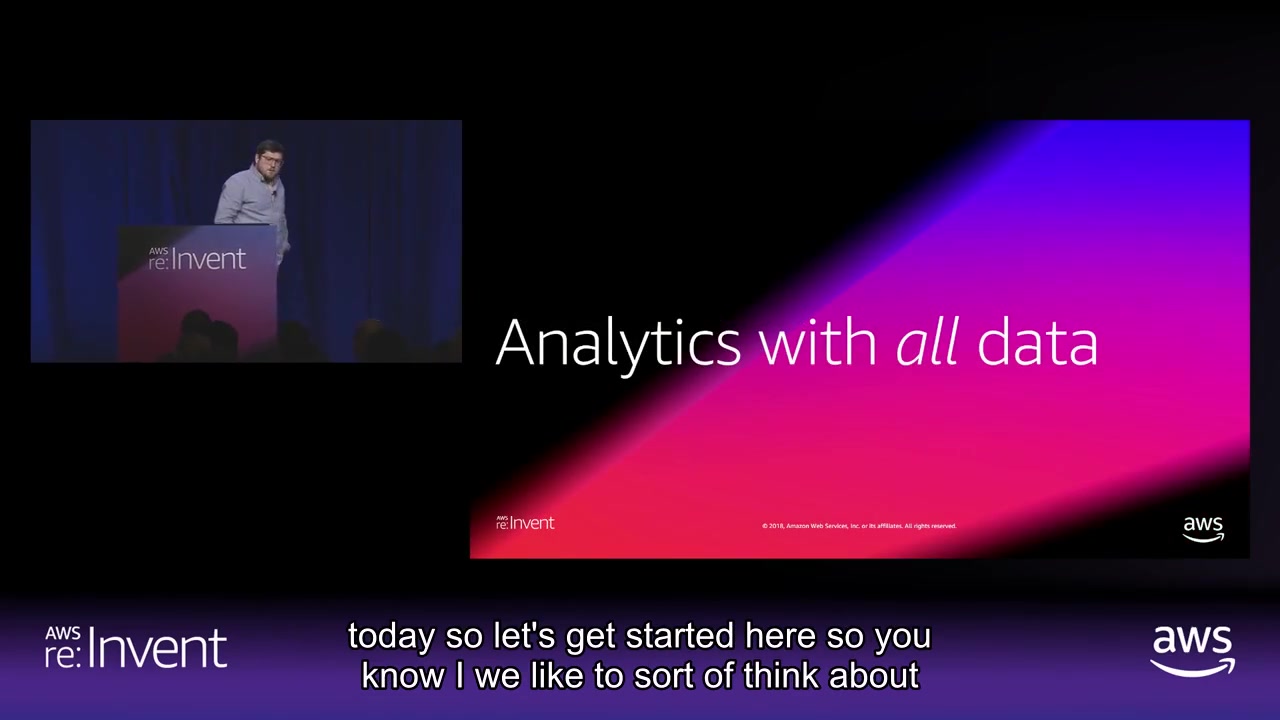 AWS
re:Invent
Analytics with all data
AWS
re:Invent
© 2018, Amazon Web Services, Inc. or its affiliates. All rights reserved.
aws
AWS
re:Invent
today so let's get started here so you
know I we like to sort of think about
aws